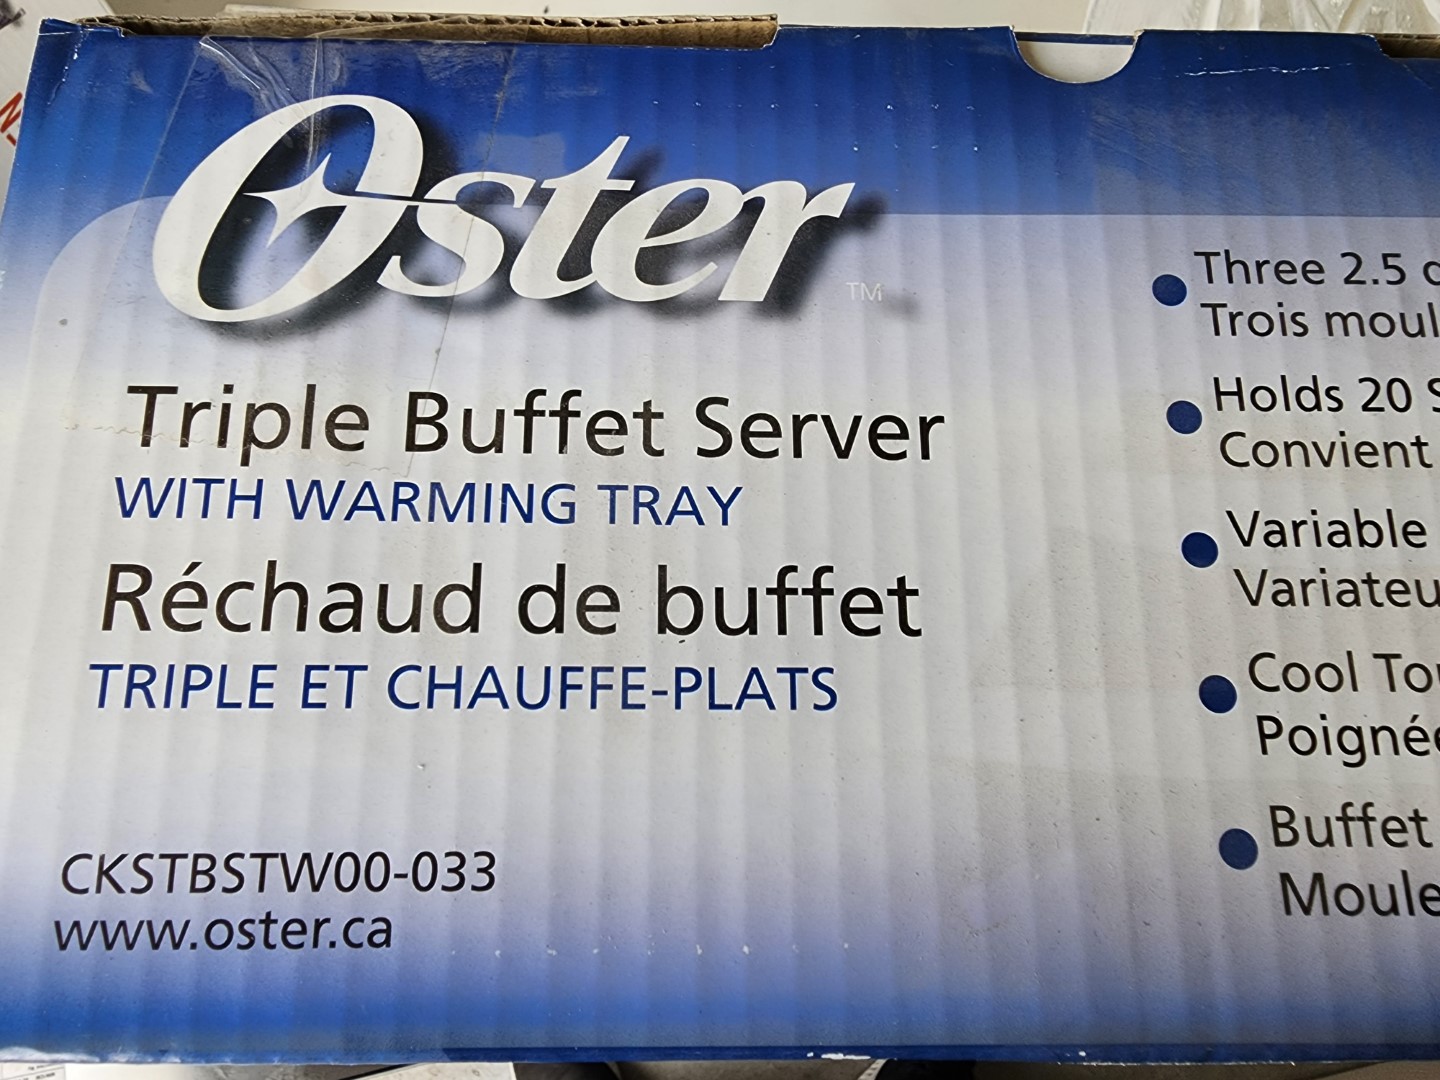 Oster
TM
Triple Buffet Server
WITH WARMING TRAY
Réchaud de buffet
TRIPLE ET CHAUFFE-PLATS
CKSTBSTW00-033
www.oster.ca
Three 2.5
Trois
Holds 20
Convient
Variable
Cool
Buffet